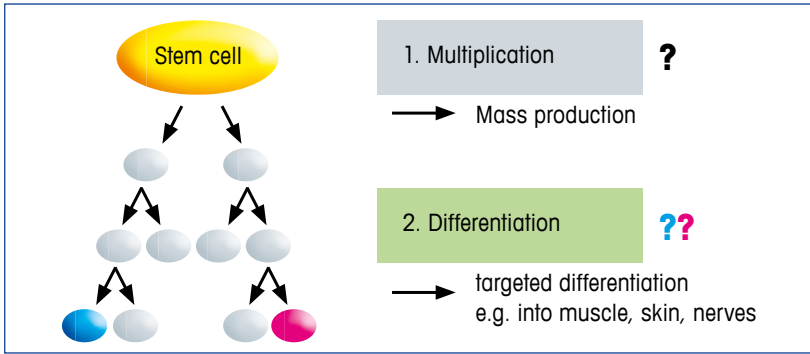 Stem cell
1. Multiplication ?
Mass production
2. Differentiation ??
targeted differentiation
e.g. into muscle, skin, nerves